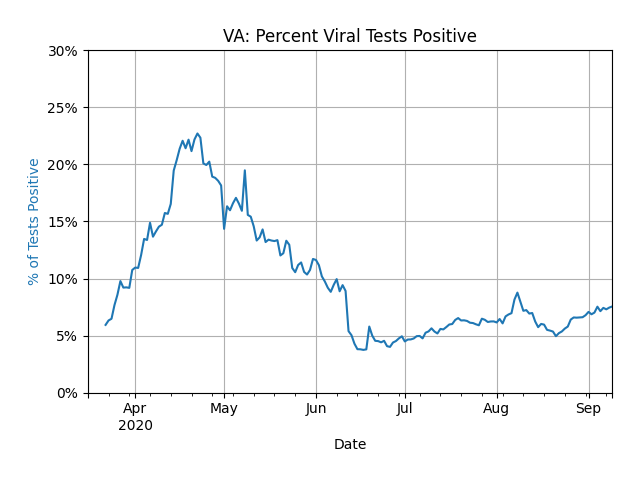 VA: Percent Viral Tests Positive
30%
25%
20%
15%
10%
5%
0%
% of Tests Positive
Apr May Jun Jul Aug Sep
2020
Date